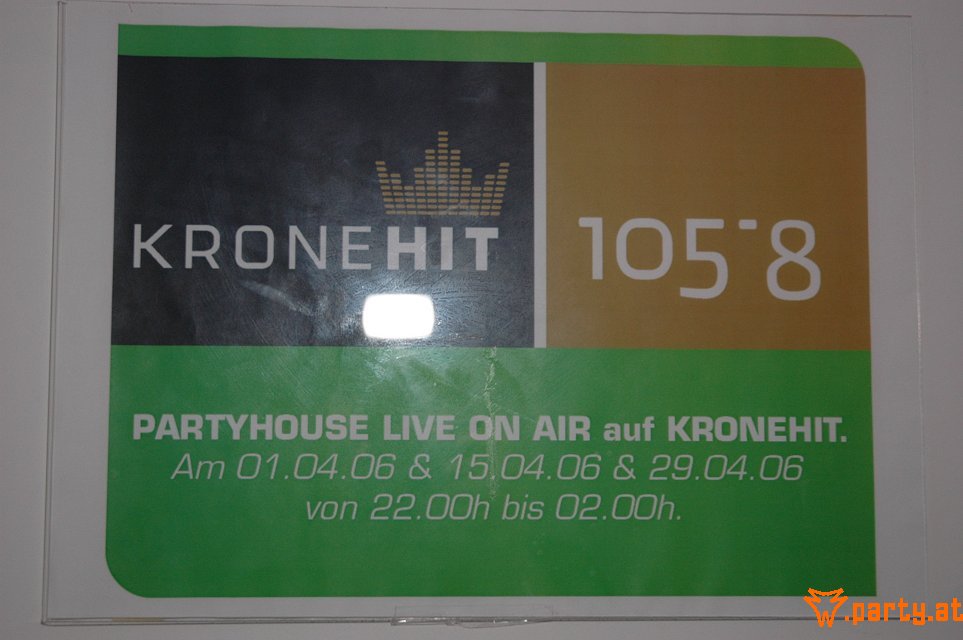 KRONEHIT
105-8
PARTYHOUSE LIVE ON AIR auf KRONEHIT.
Am 01.04.06 & 15.04.06 & 29.04.06
von 22.00h bis 02.00h.
w.party.at